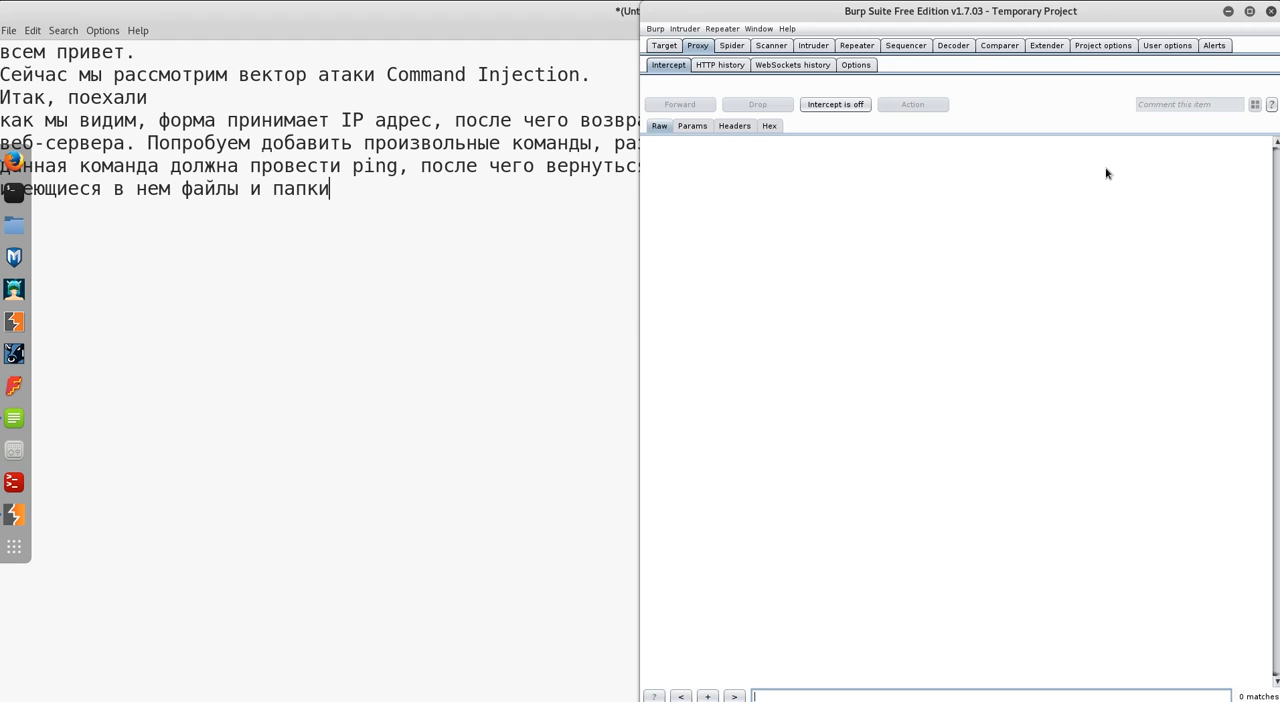 *(Unt
File Edit Search Options Help
всем привет.
Сейчас мы рассмотрим вектор атаки Command Injection.
Итак, поехали
как мы видим, форма принимает IP адрес, после чего возвра
веб-сервера. Попробуем добавить произвольные команды, раз
данная команда должна провести ping, после чего вернутьс
имеющиеся в нем файлы и папки
Burp Suite Free Edition v1.7.03 - Temporary Project
Burp Intruder Repeater Window Help
Target Proxy Spider Scanner Intruder Repeater Sequencer Decoder Comparer Extender Project options User options Alerts
Intercept HTTP history WebSockets history Options
Forward Drop Intercept is off Action Comment this item ?
Raw Params Headers Hex
? < + > 0 matches